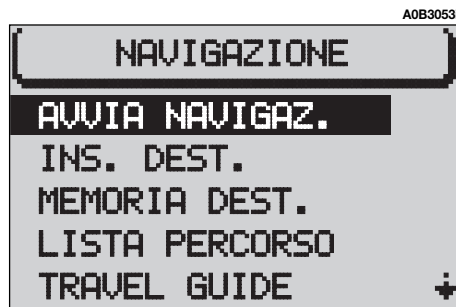 A0B3053
NAVIGAZIONE
AVVIA NAVIGAZ.
INS. DEST.
MEMORIA DEST.
LISTA PERCORSO
TRAVEL GUIDE